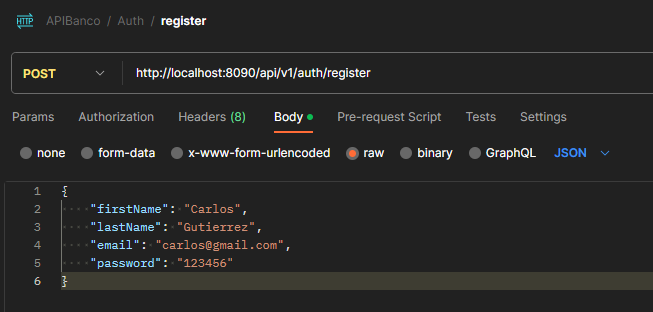 HTTP APIBanco / Auth / register
POST http://localhost:8090/api/v1/auth/register
Params Authorization Headers (8) Body Pre-request Script Tests Settings
none form-data x-www-form-urlencoded raw binary GraphQL JSON
1 {
2 "firstName": "Carlos",
3 "lastName": "Gutierrez",
4 "email": "carlos@gmail.com",
5 "password": "123456"
6 }